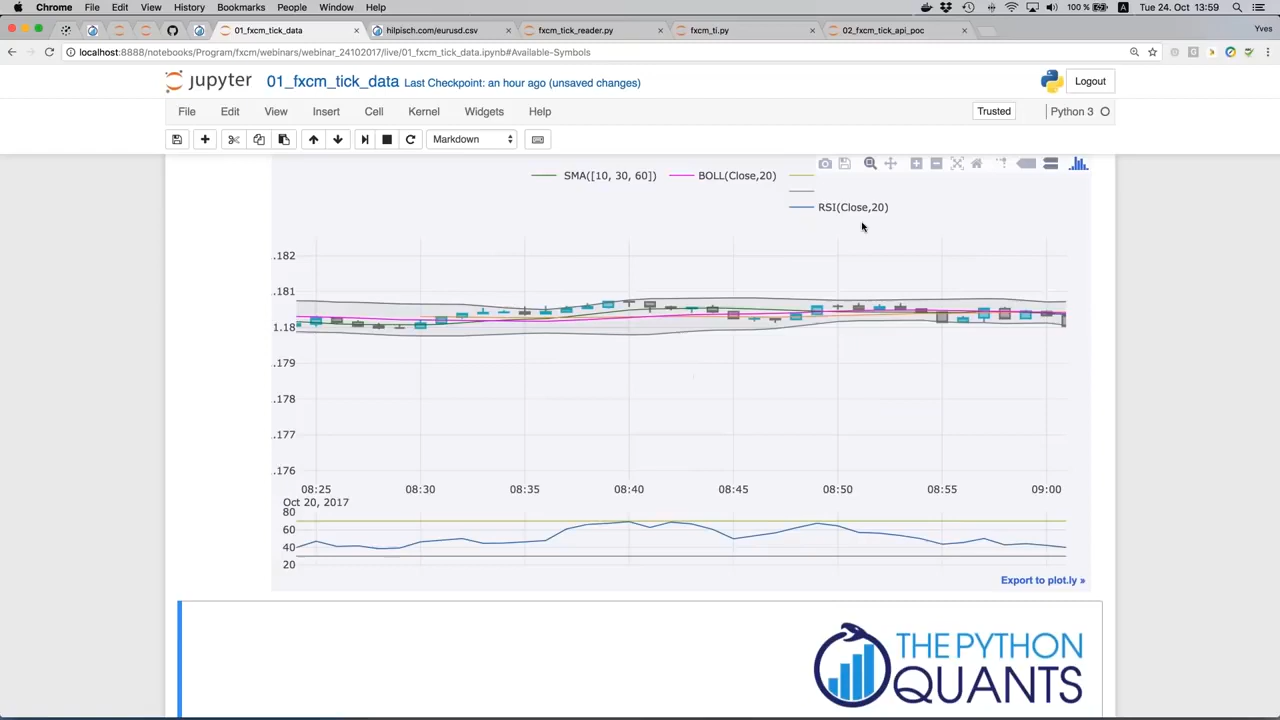 Chrome File Edit View History Bookmarks People Window Help 100 % A Tue 24. Oct 13:59
01_fxcm_tick_data hilpisch.com/eurusd.csv fxcm_tick_reader.py fxcm_ti.py 02_fxcm_tick_api_poc Yves
localhost:8888/notebooks/Program/fxcm/webinars/webinar_24102017/live/01_fxcm_tick_data.ipynb#Available-Symbols
jupyter 01_fxcm_tick_data Last Checkpoint: an hour ago (unsaved changes) Logout
File Edit View Insert Cell Kernel Widgets Help Trusted Python 3
Markdown
SMA([10, 30, 60]) BOLL(Close,20)
RSI(Close,20)
.182
.181
1.18
.179
.178
.177
.176
08:25 08:30 08:35 08:40 08:45 08:50 08:55 09:00
Oct 20, 2017
80
60
40
20
Export to plot.ly »
THE PYTHON
QUANTS